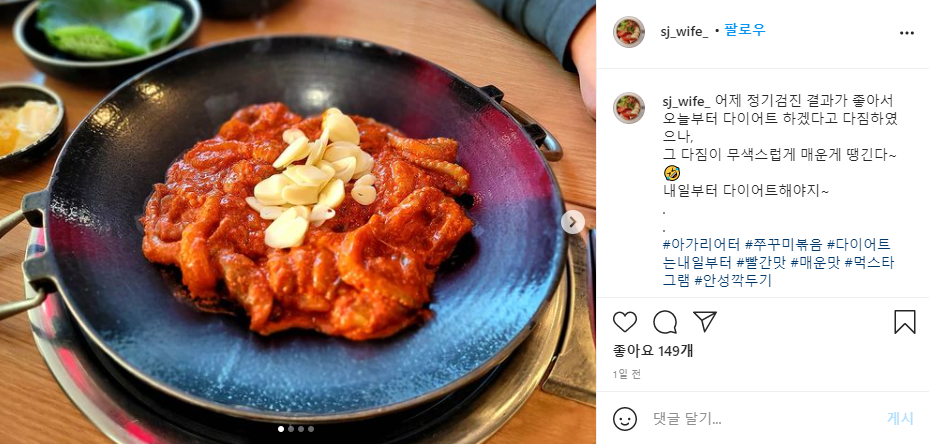 sj_wife_ • 팔로우
sj_wife_ 어제 정기검진 결과가 좋아서
오늘부터 다이어트 하겠다고 다짐하였
으나,
그 다짐이 무색스럽게 매운게 땡긴다~
🤣
내일부터 다이어트해야지~
.
.
#아가리어터 #쭈꾸미볶음 #다이어트
는내일부터 #빨간맛 #매운맛 #먹스타
그램 #안성깍두기
좋아요 149개
1일 전
댓글 달기...
게시